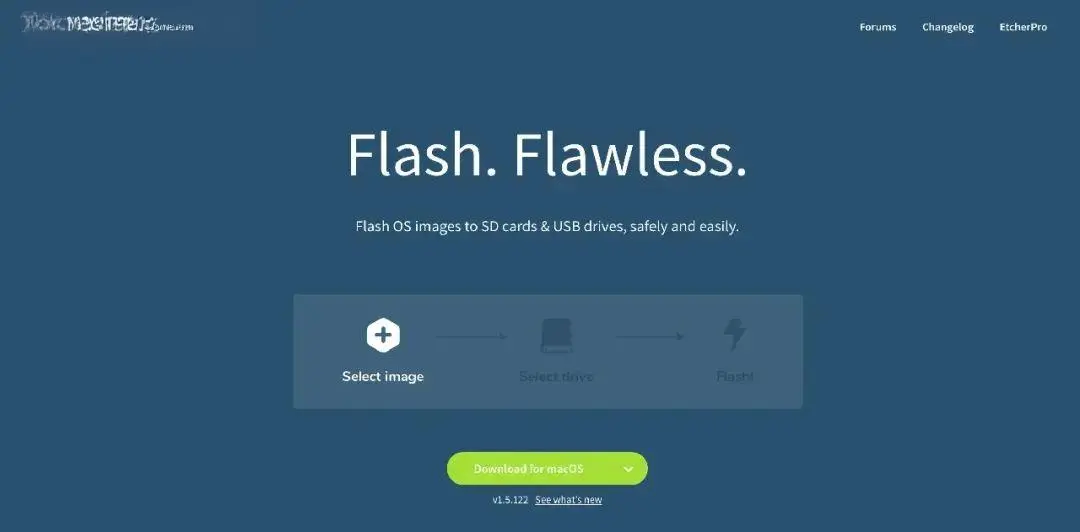 Forums Changelog EtcherPro
Flash. Flawless.
Flash OS images to SD cards & USB drives, safely and easily.
Select image Select drive Flash!
Download for macOS
v1.5.122 See what's new